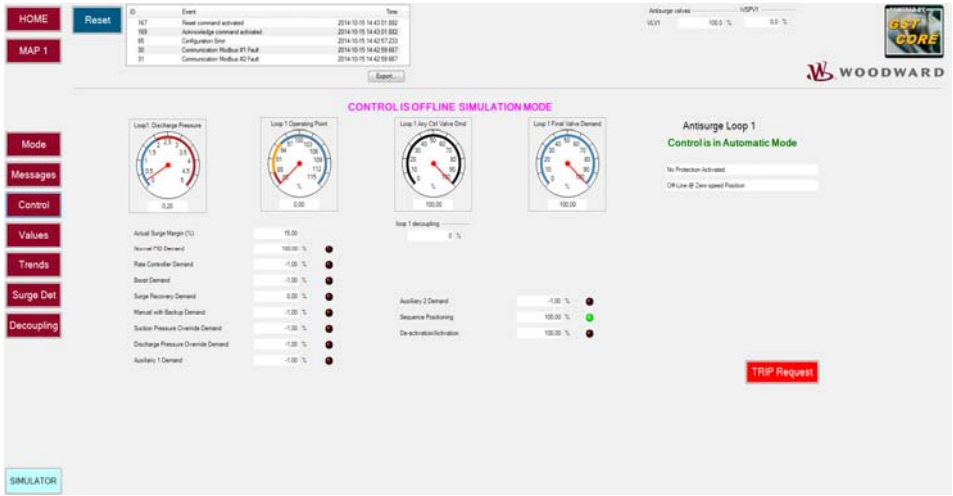 HOME
Reset
MAP 1
ID Event Time
167 Reset command activated 2014-10-15 14:43:01.882
169 Acknowledge command activated 2014-10-15 14:43:01.882
65 Configuration Error 2014-10-15 14:42:57.233
30 Communication Modbus #1 Fault 2014-10-15 14:42:59.667
31 Communication Modbus #2 Fault 2014-10-15 14:42:59.667
Export...
Antisurge valves
VLV1 100.0 %
VSPV1
0.0 %
GST
CORE
WOODWARD
CONTROL IS OFFLINE SIMULATION MODE
Loop1: Discharge Pressure
0,20
Loop 1 Operating Point
%
0,00
Loop 1 Any Ctrl Valve Dmd
%
100,00
Loop 1 Final Valve Demand
%
100,00
Antisurge Loop 1
Control is in Automatic Mode
No Protection Activated
Off-Line @ Zero speed Position
Mode
Messages
Control
Values
Trends
Surge Det
Decoupling
loop 1 decoupling
0 %
Actual Surge Margin (%) 15,00
Normal PID Demand 100,00 %
Rate Controller Demand -1,00 %
Boost Demand -1,00 %
Surge Recovery Demand 0,00 %
Manual with Backup Demand -1,00 %
Suction Pressure Override Demand -1,00 %
Discharge Pressure Override Demand -1,00 %
Auxiliary 1 Demand -1,00 %
Auxiliary 2 Demand -1,00 %
Sequence Positioning 100,00 %
De-activation/Activation 100,00 %
TRIP Request
SIMULATOR